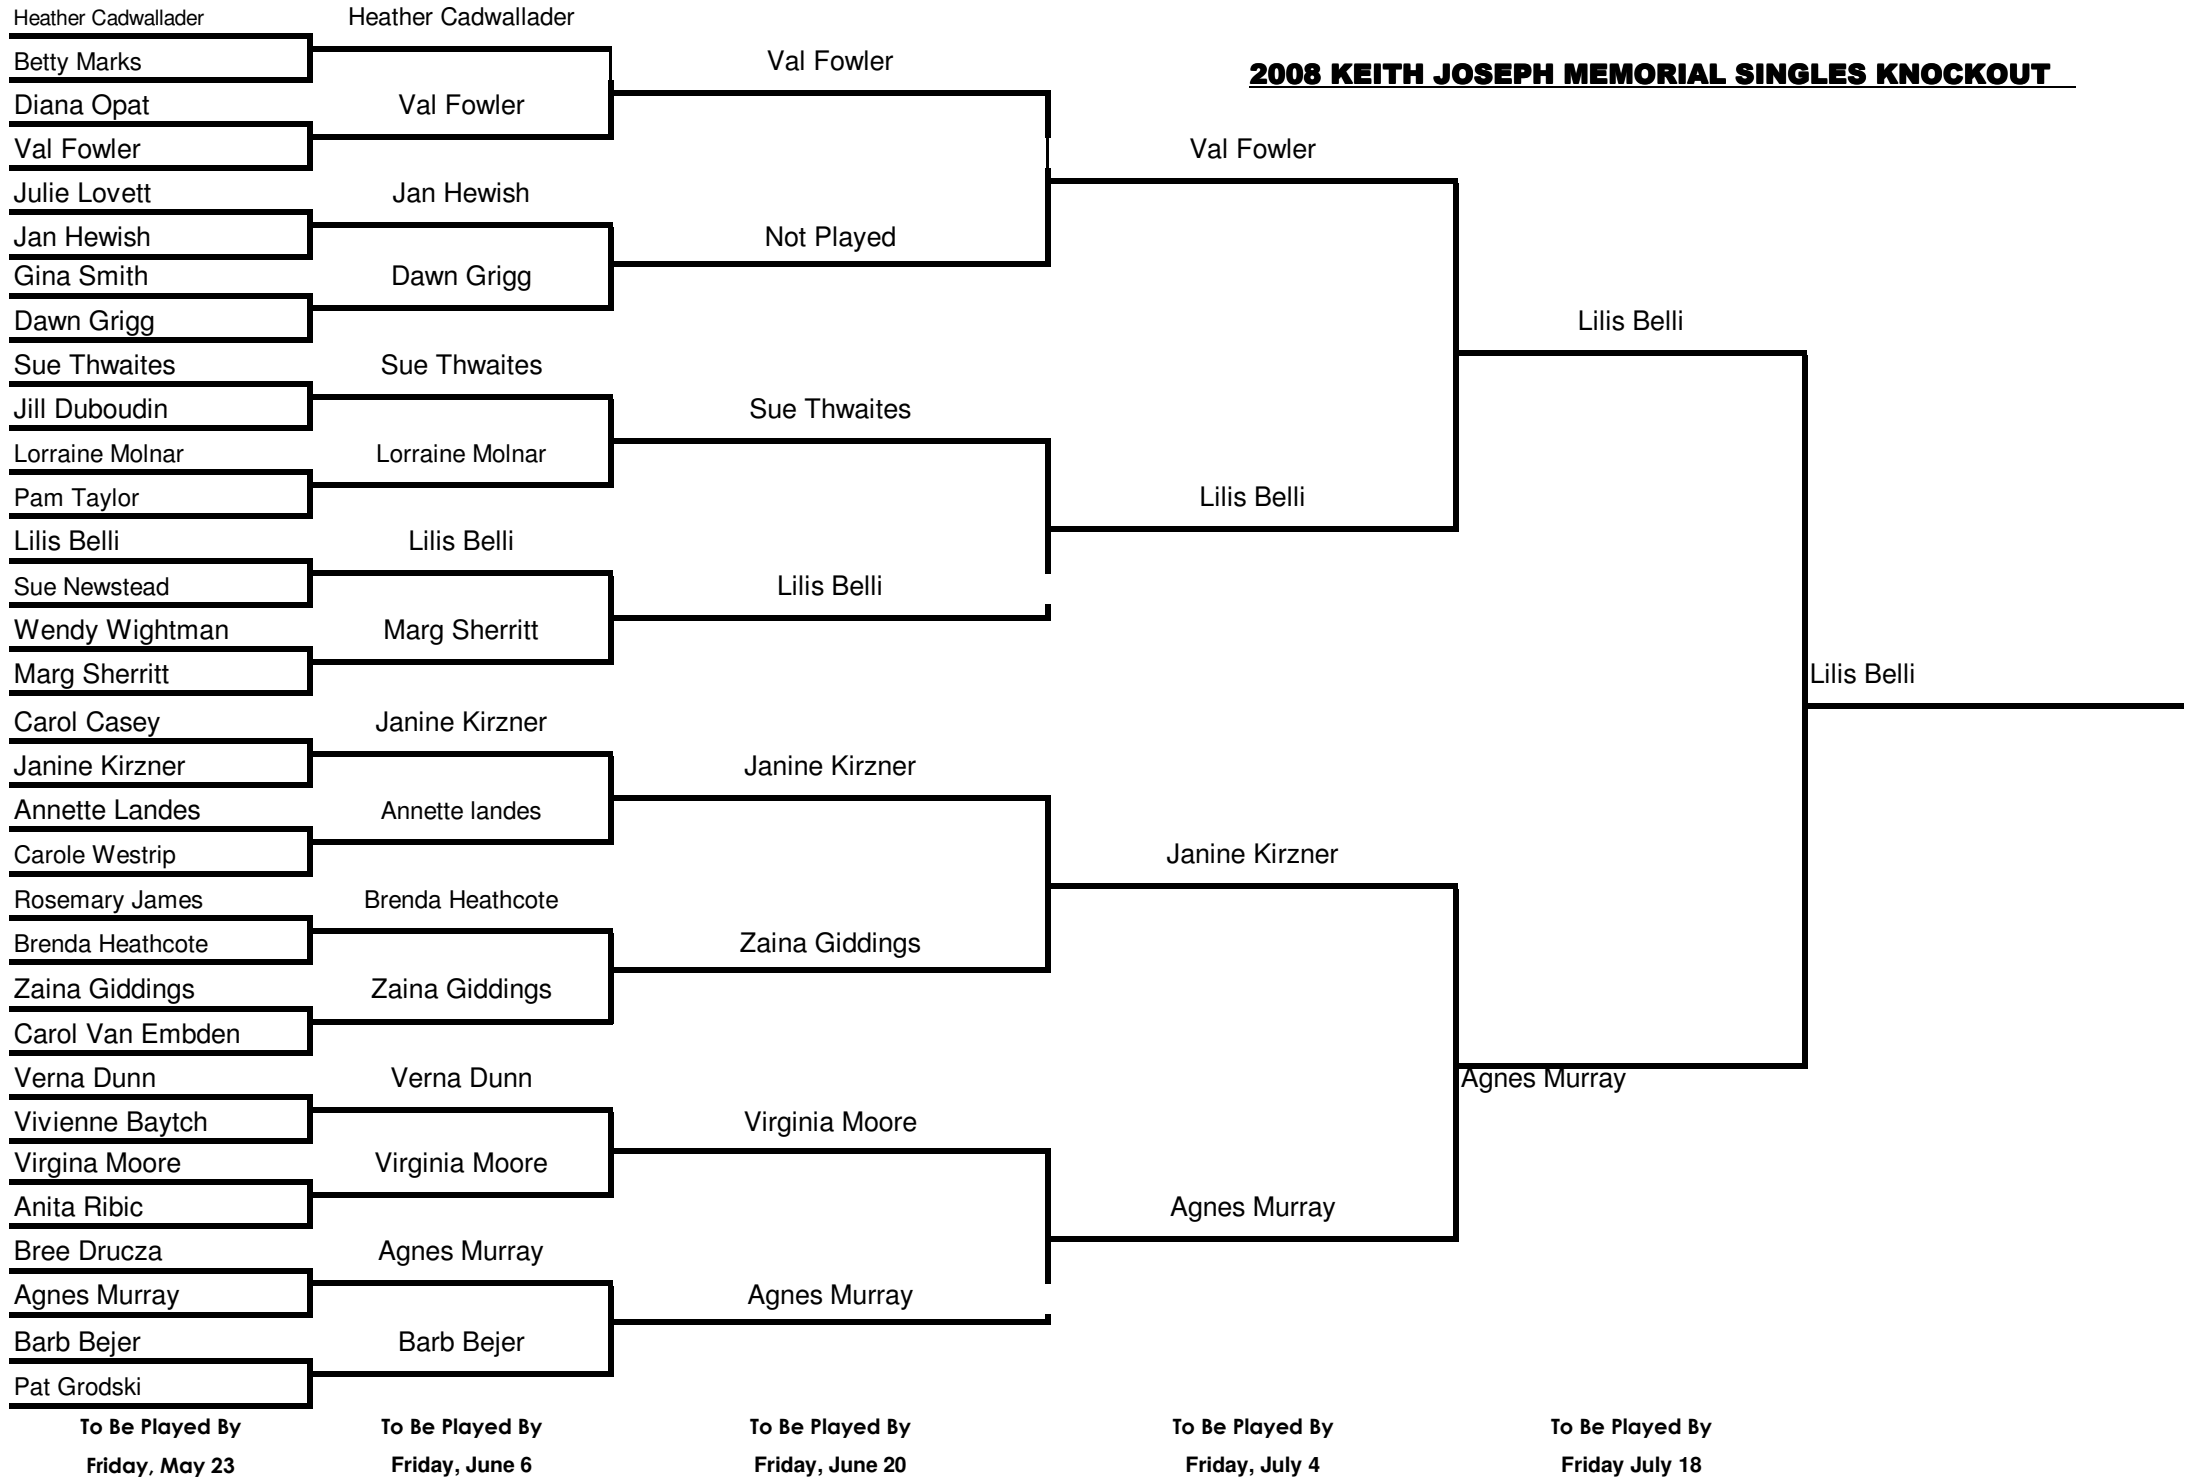 2008 KEITH JOSEPH MEMORIAL SINGLES KNOCKOUT
Heather Cadwallader
Betty Marks
Diana Opat
Val Fowler
Julie Lovett
Jan Hewish
Gina Smith
Dawn Grigg
Sue Thwaites
Jill Duboudin
Lorraine Molnar
Pam Taylor
Lilis Belli
Sue Newstead
Wendy Wightman
Marg Sherritt
Carol Casey
Janine Kirzner
Annette Landes
Carole Westrip
Rosemary James
Brenda Heathcote
Zaina Giddings
Carol Van Embden
Verna Dunn
Vivienne Baytch
Virgina Moore
Anita Ribic
Bree Drucza
Agnes Murray
Barb Bejer
Pat Grodski
To Be Played By
Friday, May 23
Heather Cadwallader
Val Fowler
Jan Hewish
Dawn Grigg
Sue Thwaites
Lorraine Molnar
Lilis Belli
Marg Sherritt
Janine Kirzner
Annette landes
Brenda Heathcote
Zaina Giddings
Verna Dunn
Virginia Moore
Agnes Murray
Barb Bejer
To Be Played By
Friday, June 6
Val Fowler
Not Played
Sue Thwaites
Lilis Belli
Janine Kirzner
Zaina Giddings
Virginia Moore
Agnes Murray
To Be Played By
Friday, June 20
Val Fowler
Lilis Belli
Janine Kirzner
Agnes Murray
To Be Played By
Friday, July 4
Lilis Belli
Agnes Murray
To Be Played By
Friday July 18
Lilis Belli